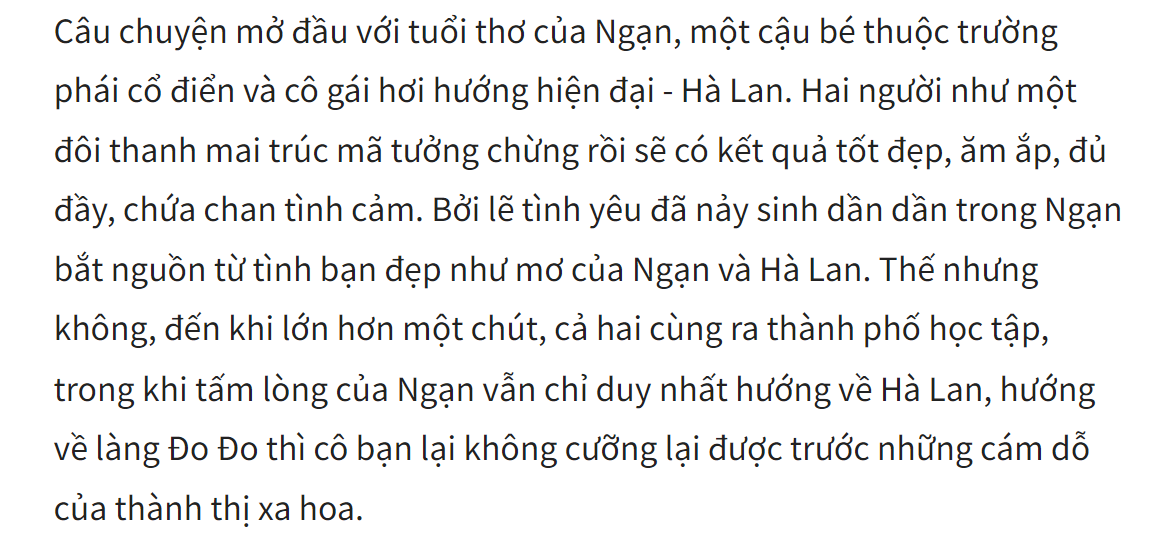 Câu chuyện mở đầu với tuổi thơ của Ngạn, một cậu bé thuộc trường
phái cổ điển và cô gái hơi hướng hiện đại - Hà Lan. Hai người như một
đôi thanh mai trúc mã tưởng chừng rồi sẽ có kết quả tốt đẹp, ăm ắp, đủ
đầy, chứa chan tình cảm. Bởi lẽ tình yêu đã nảy sinh dần dần trong Ngạn
bắt nguồn từ tình bạn đẹp như mơ của Ngạn và Hà Lan. Thế nhưng
không, đến khi lớn hơn một chút, cả hai cùng ra thành phố học tập,
trong khi tấm lòng của Ngạn vẫn chỉ duy nhất hướng về Hà Lan, hướng
về làng Đo Đo thì cô bạn lại không cưỡng lại được trước những cám dỗ
của thành thị xa hoa.